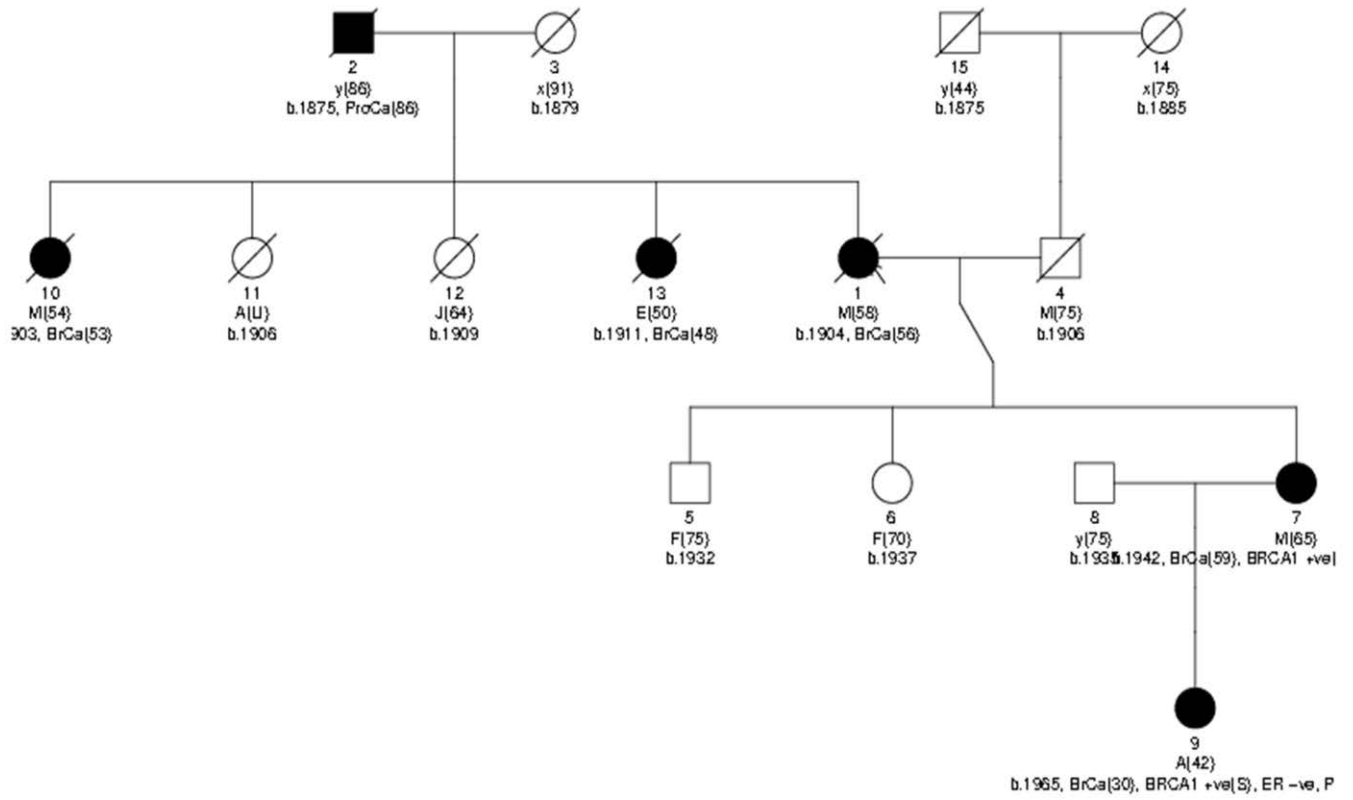 2
y(86)
b.1875, ProCa(86)
3
x(91)
b.1879
15
y(44)
b.1875
14
x(75)
b.1885
10
M(54)
903, BrCa(53)
11
A(U)
b.1906
12
J(64)
b.1909
13
E(50)
b.1911, BrCa(48)
1
M(58)
b.1904, BrCa(56)
4
M(75)
b.1906
5
F(75)
b.1932
6
F(70)
b.1937
8
y(75)
7
M(65)
b.1942, BrCa(59), BRCA1 +ve(
9
A(42)
b.1965, BrCa(30), BRCA1 +ve(S), ER -ve, P